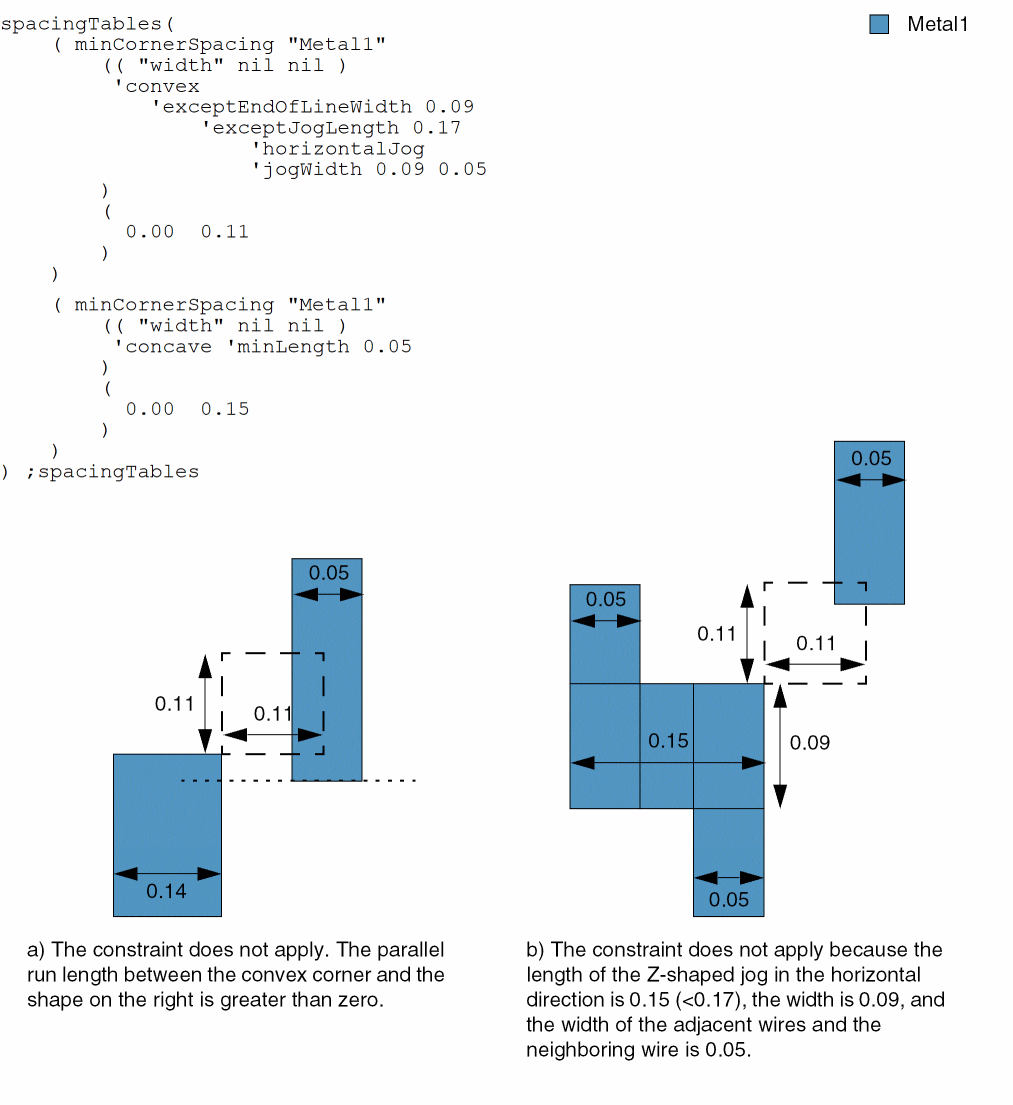 spacingTables(
( minCornerSpacing "Metal1"
(( "width" nil nil )
'convex
'exceptEndOfLineWidth 0.09
'exceptJogLength 0.17
'horizontalJog
'jogWidth 0.09 0.05
)
(
0.00 0.11
)
)
( minCornerSpacing "Metal1"
(( "width" nil nil )
'concave 'minLength 0.05
)
(
0.00 0.15
)
)
) ;spacingTables
Metal1
0.05
0.11
0.11
0.14
a) The constraint does not apply. The parallel
run length between the convex corner and the
shape on the right is greater than zero.
0.05
0.05
0.11
0.11
0.15
0.09
0.05
b) The constraint does not apply because the
length of the Z-shaped jog in the horizontal
direction is 0.15 (<0.17), the width is 0.09, and
the width of the adjacent wires and the
neighboring wire is 0.05.